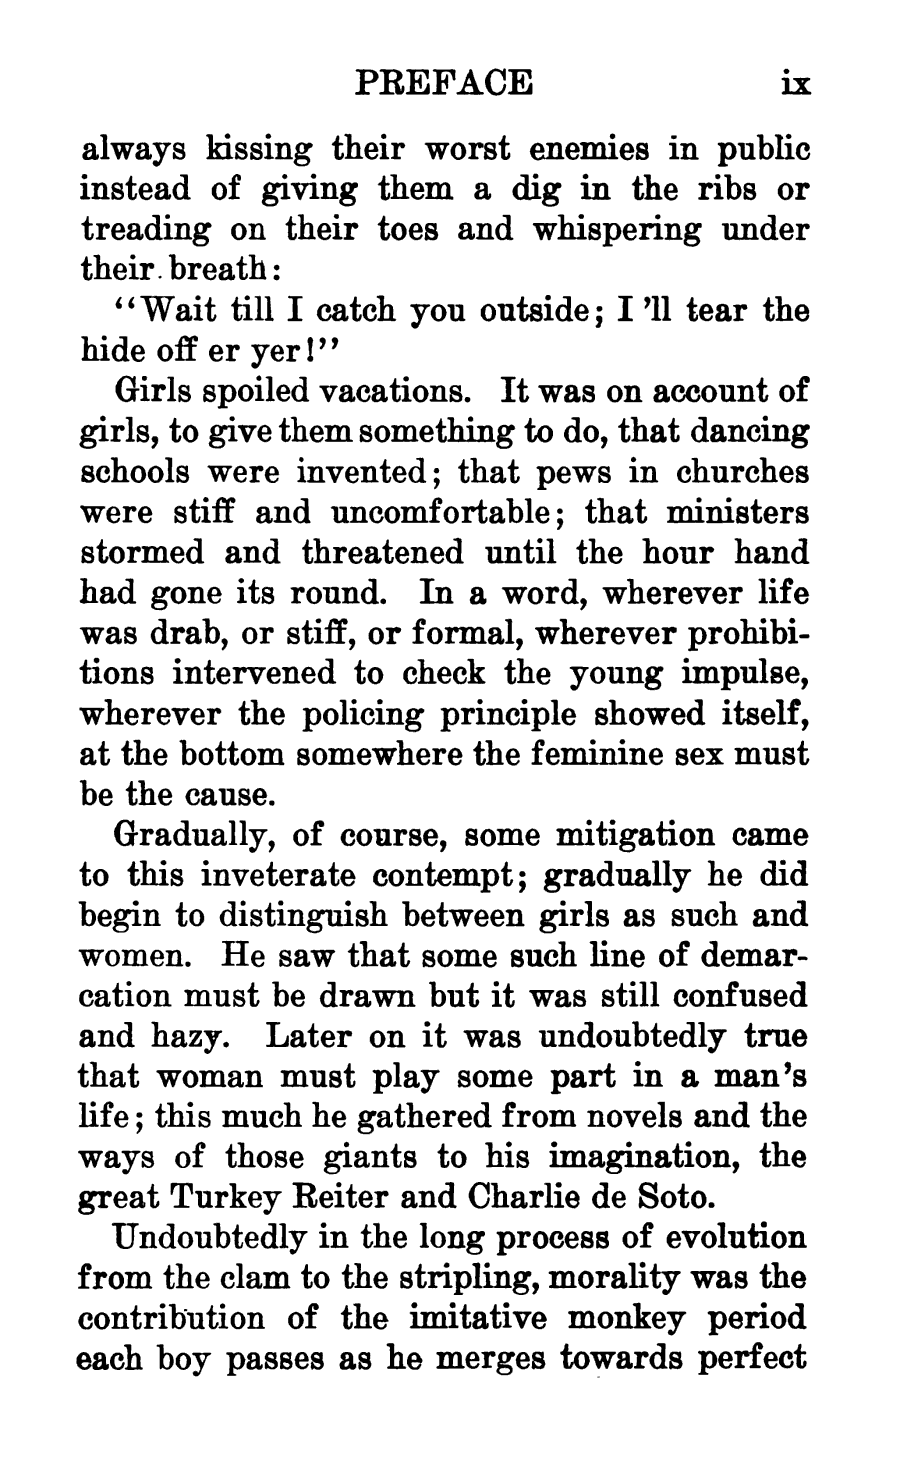 PREFACE ix
always kissing their worst enemies in public
instead of giving them a dig in the ribs or
treading on their toes and whispering under
their breath:
“Wait till I catch you outside; I ’ll tear the
hide off er yer!”
Girls spoiled vacations. It was on account of
girls, to give them something to do, that dancing
schools were invented; that pews in churches
were stiff and uncomfortable; that ministers
stormed and threatened until the hour hand
had gone its round. In a word, wherever life
was drab, or stiff, or formal, wherever prohibi-
tions intervened to check the young impulse,
wherever the policing principle showed itself,
at the bottom somewhere the feminine sex must
be the cause.
Gradually, of course, some mitigation came
to this inveterate contempt; gradually he did
begin to distinguish between girls as such and
women. He saw that some such line of demar-
cation must be drawn but it was still confused
and hazy. Later on it was undoubtedly true
that woman must play some part in a man’s
life; this much he gathered from novels and the
ways of those giants to his imagination, the
great Turkey Reiter and Charlie de Soto.
Undoubtedly in the long process of evolution
from the clam to the stripling, morality was the
contribution of the imitative monkey period
each boy passes as he merges towards perfect